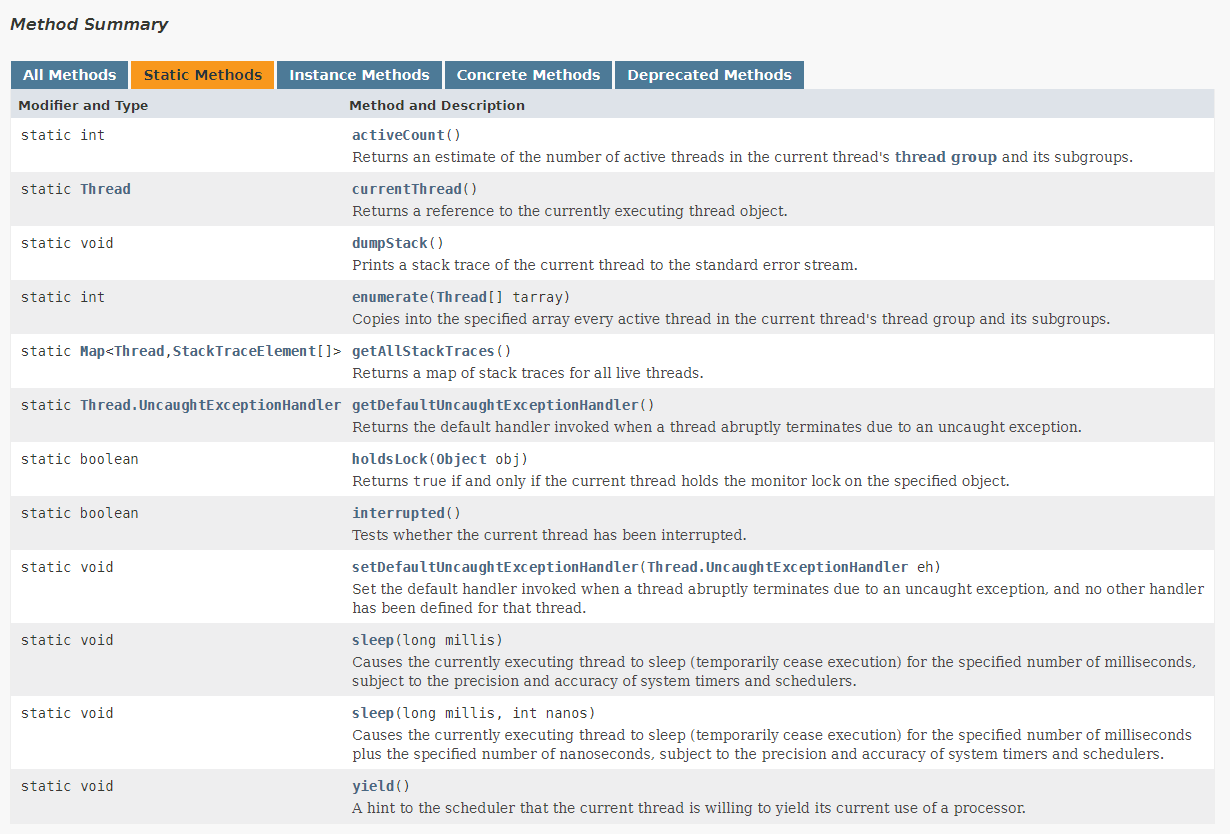 Method Summary
All Methods Static Methods Instance Methods Concrete Methods Deprecated Methods
Modifier and Type Method and Description
static int activeCount()
Returns an estimate of the number of active threads in the current thread's thread group and its subgroups.
static Thread currentThread()
Returns a reference to the currently executing thread object.
static void dumpStack()
Prints a stack trace of the current thread to the standard error stream.
static int enumerate(Thread[] tarray)
Copies into the specified array every active thread in the current thread's thread group and its subgroups.
static Map<Thread,StackTraceElement[]> getAllStackTraces()
Returns a map of stack traces for all live threads.
static Thread.UncaughtExceptionHandler getDefaultUncaughtExceptionHandler()
Returns the default handler invoked when a thread abruptly terminates due to an uncaught exception.
static boolean holdsLock(Object obj)
Returns true if and only if the current thread holds the monitor lock on the specified object.
static boolean interrupted()
Tests whether the current thread has been interrupted.
static void setDefaultUncaughtExceptionHandler(Thread.UncaughtExceptionHandler eh)
Set the default handler invoked when a thread abruptly terminates due to an uncaught exception, and no other handler
has been defined for that thread.
static void sleep(long millis)
Causes the currently executing thread to sleep (temporarily cease execution) for the specified number of milliseconds,
subject to the precision and accuracy of system timers and schedulers.
static void sleep(long millis, int nanos)
Causes the currently executing thread to sleep (temporarily cease execution) for the specified number of milliseconds
plus the specified number of nanoseconds, subject to the precision and accuracy of system timers and schedulers.
static void yield()
A hint to the scheduler that the current thread is willing to yield its current use of a processor.